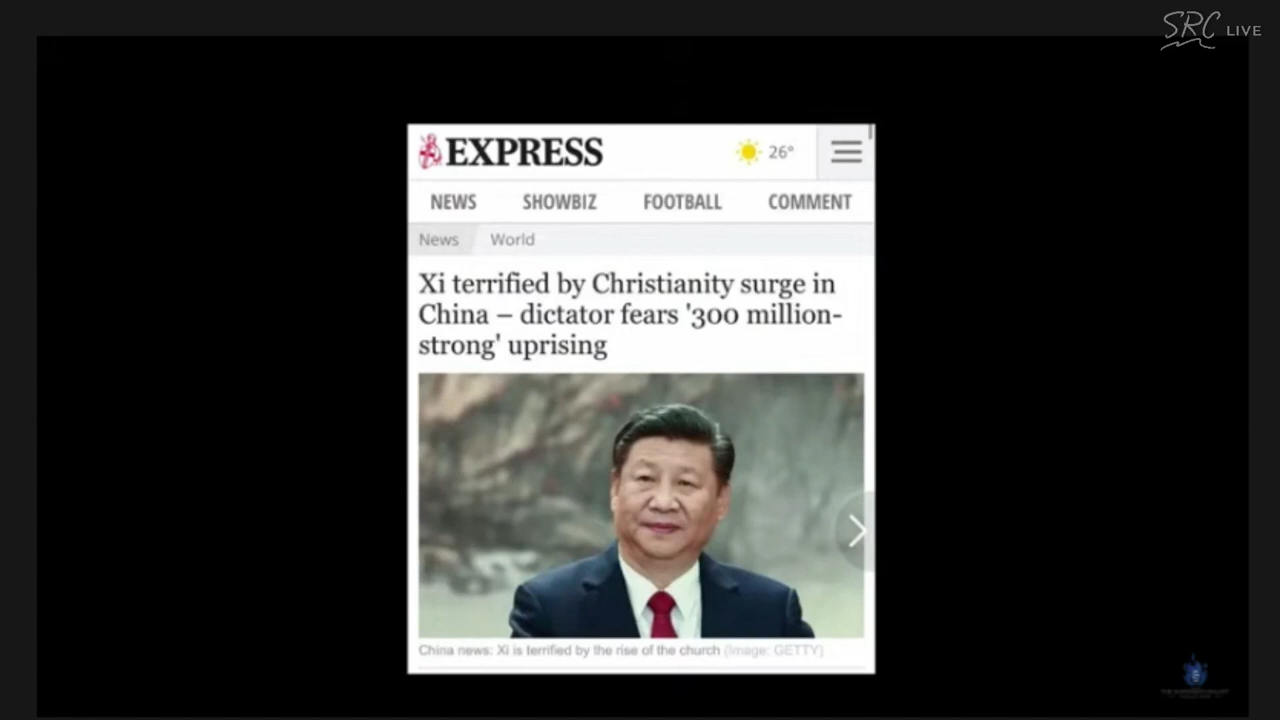 SRC LIVE
EXPRESS
26°
NEWS SHOWBIZ FOOTBALL COMMENT
News World
Xi terrified by Christianity surge in
China – dictator fears '300 million-
strong' uprising
China news: Xi is terrified by the rise of the church (Image: GETTY)